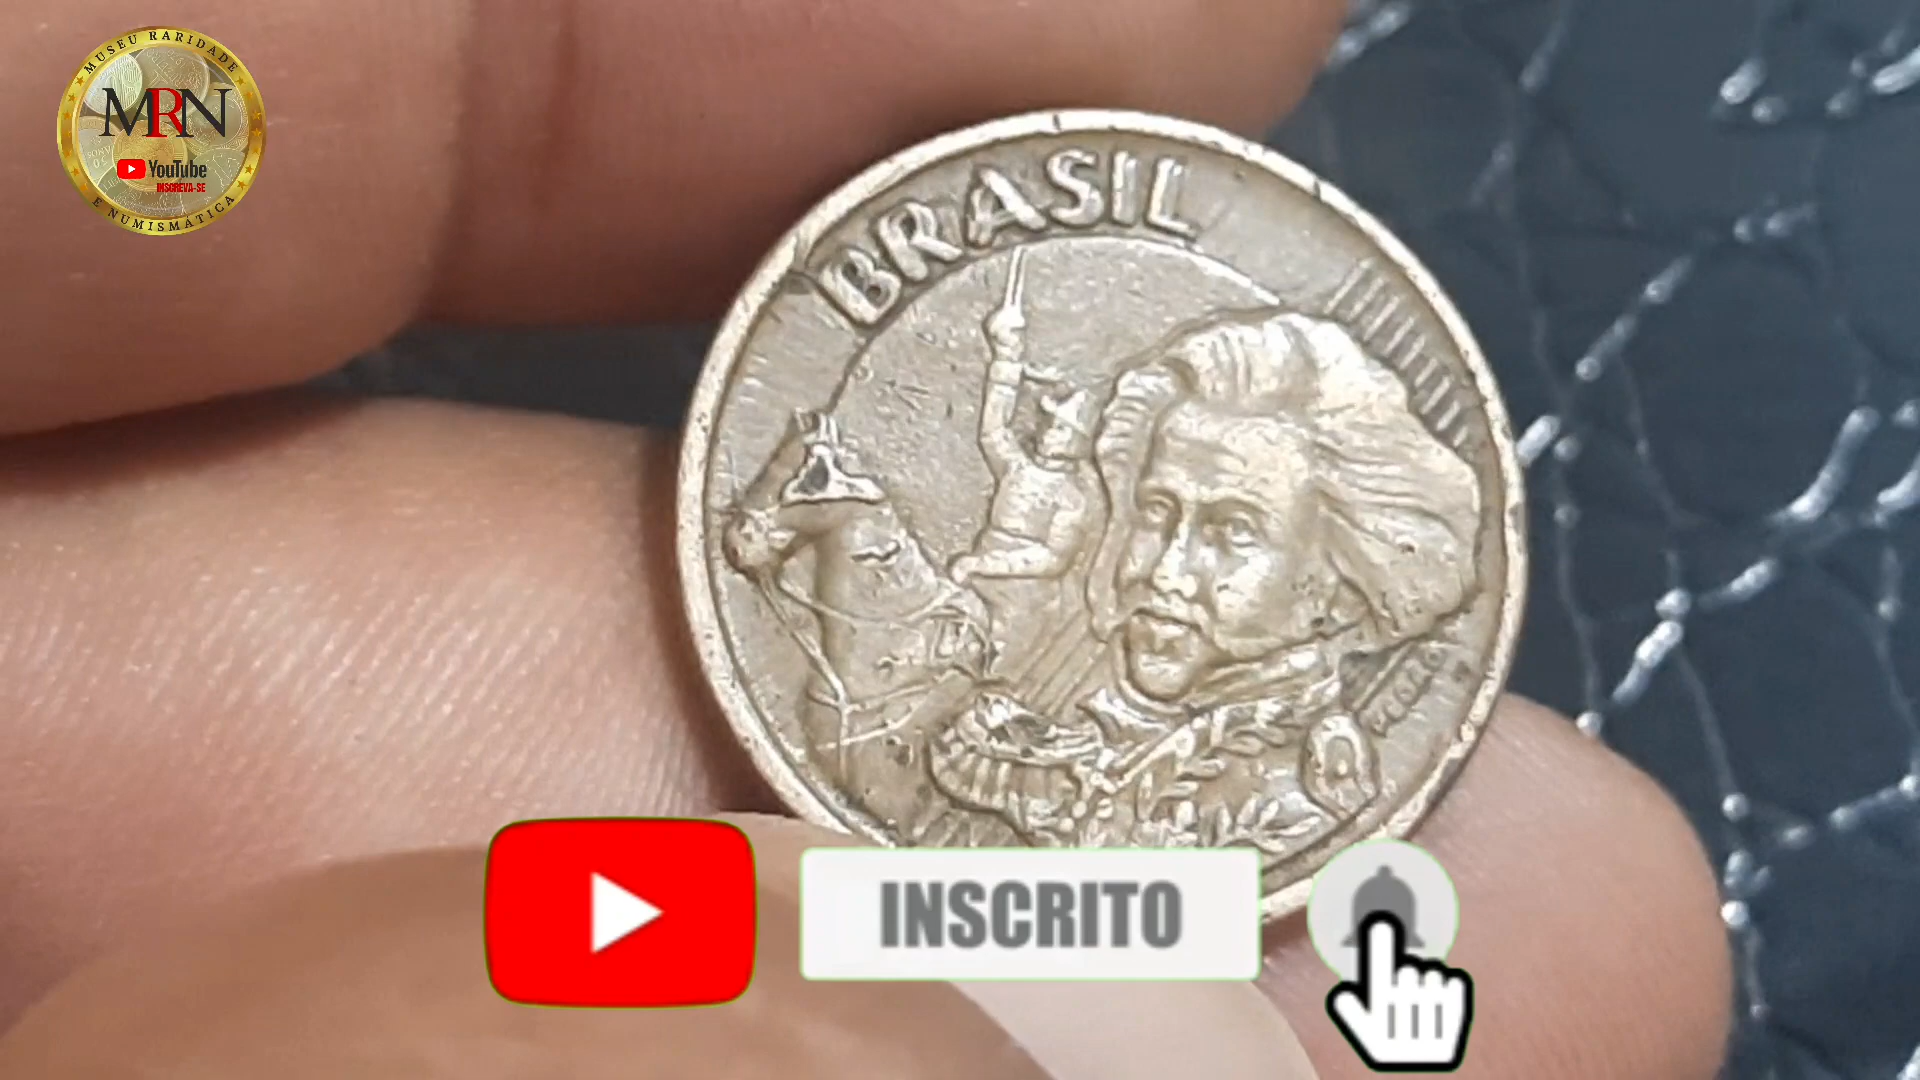 MUSEU RARIDADE
MRN
YouTube
INSCREVA-SE
E NUMISMÁTICA
BRASIL
INSCRITO